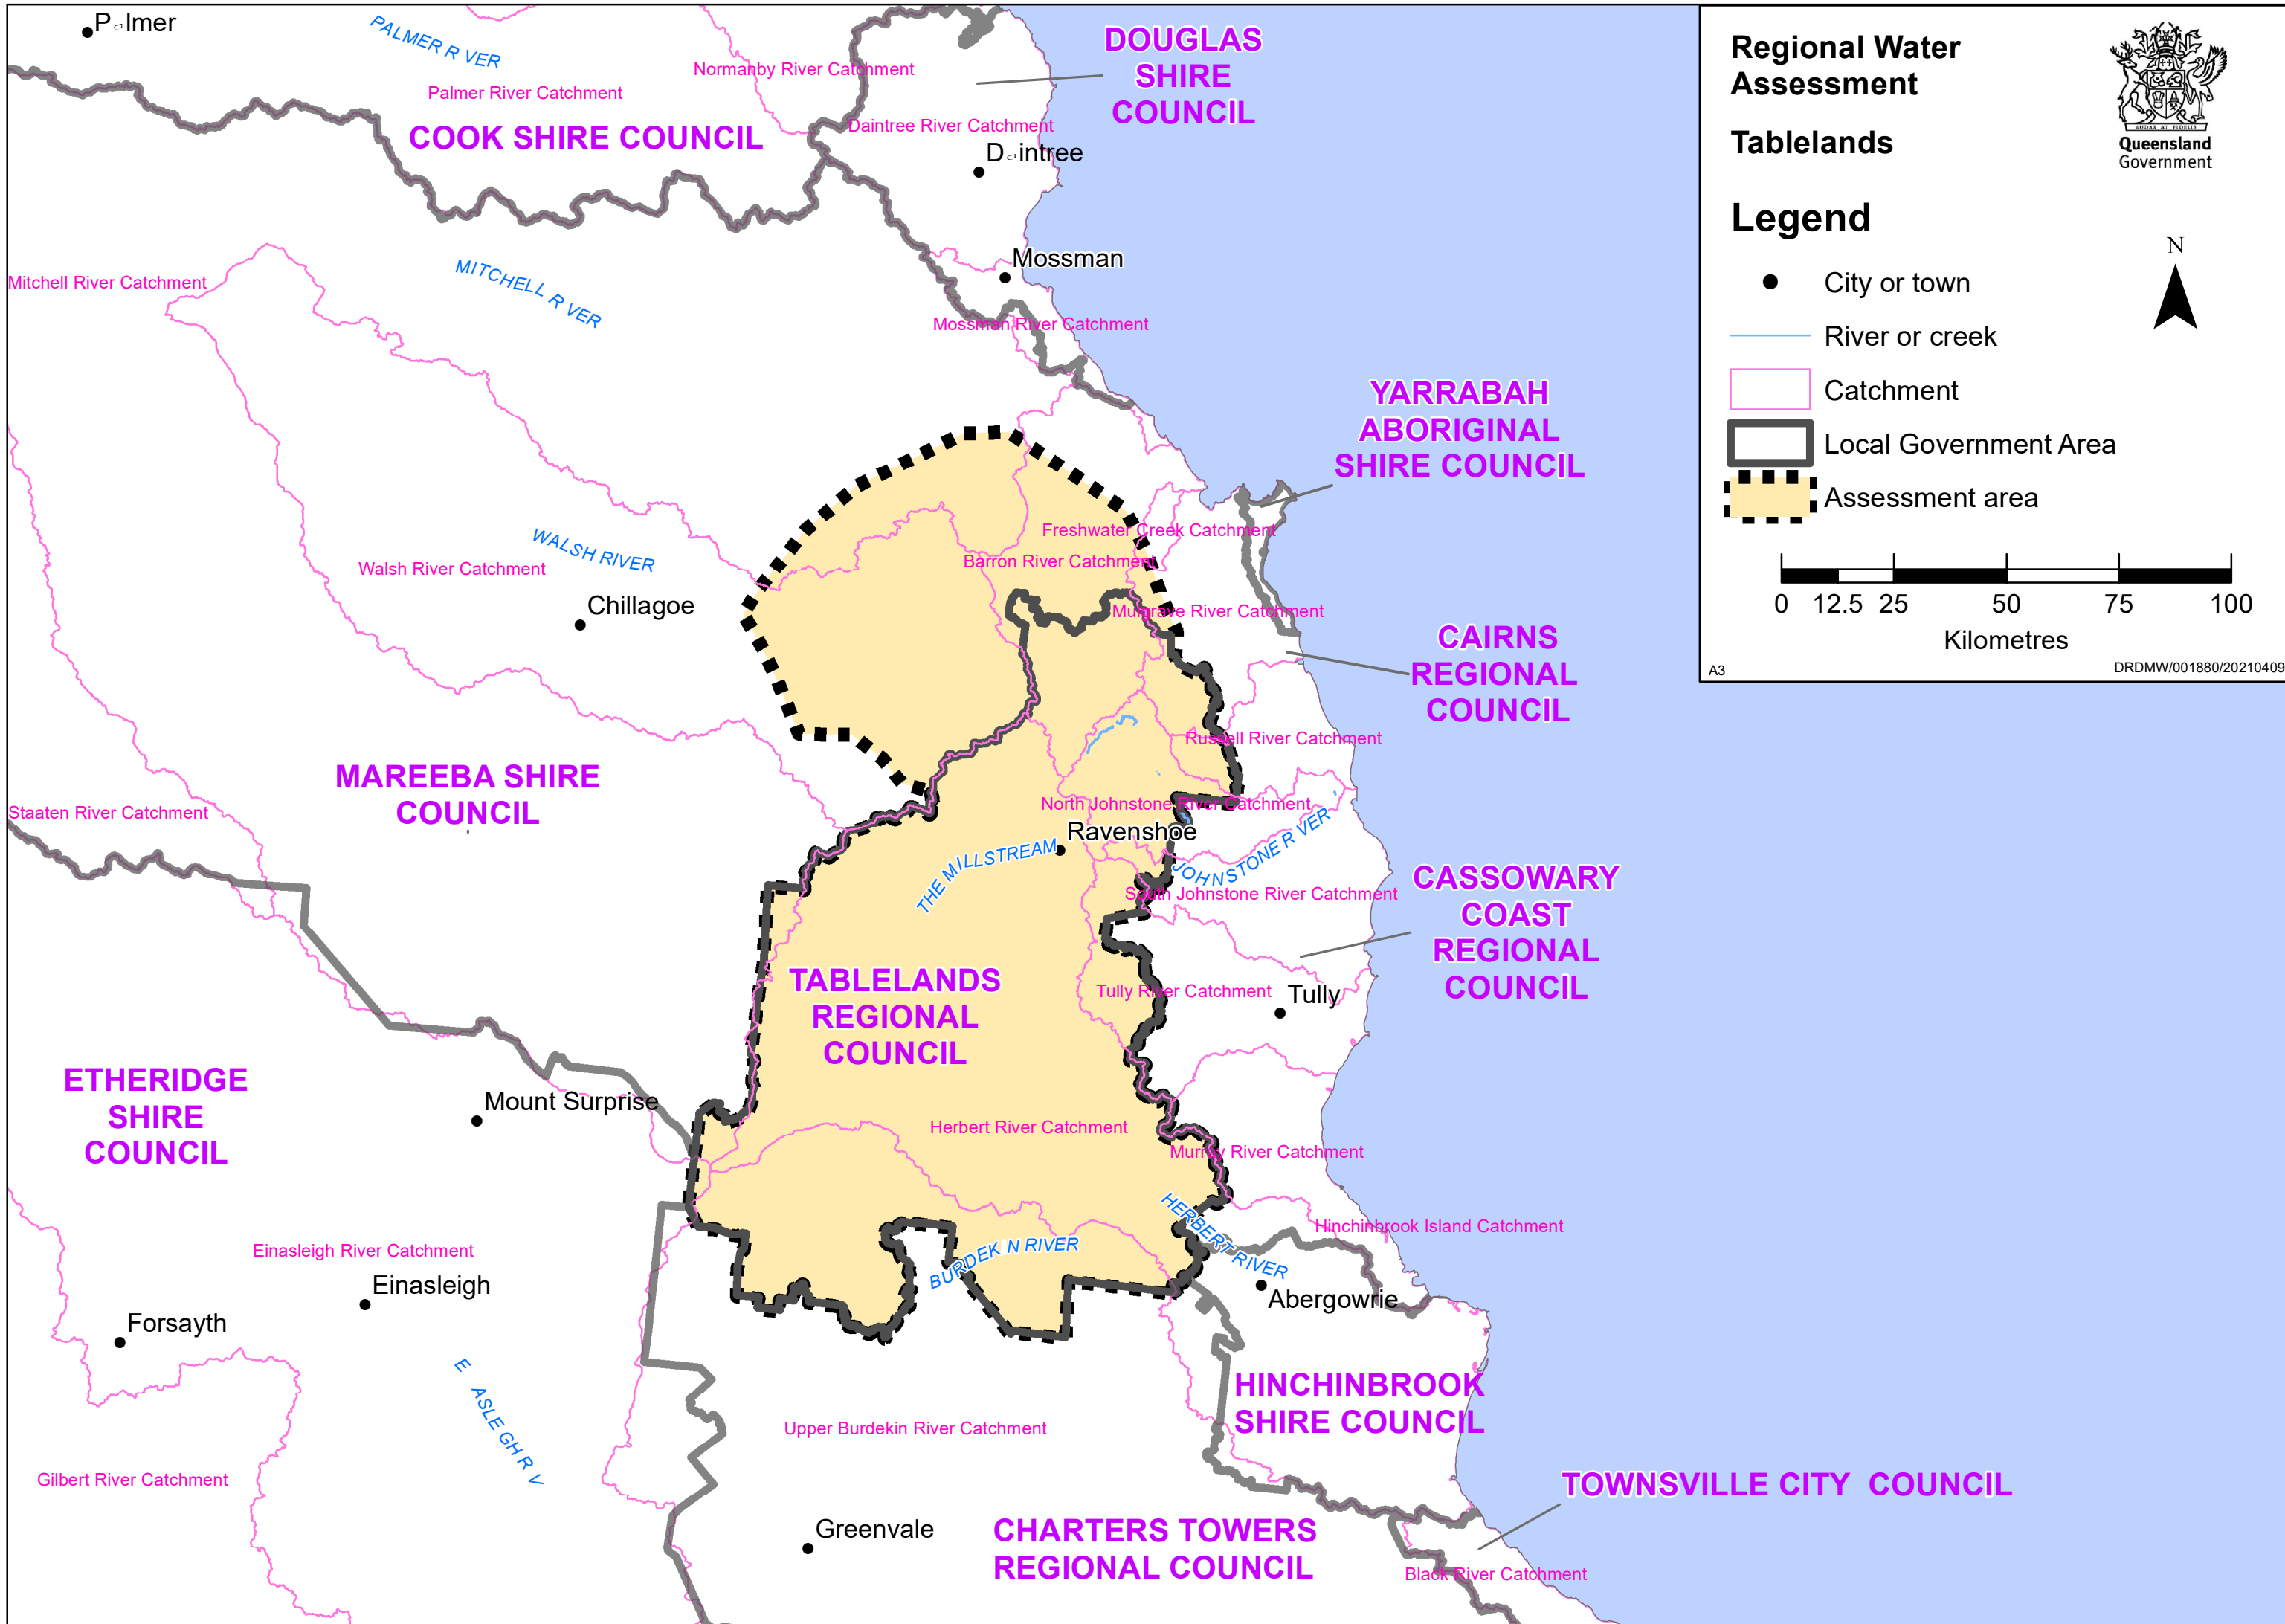 Palmer
PALMER R VER
Normanby River Catchment
Palmer River Catchment
COOK SHIRE COUNCIL
DOUGLAS
SHIRE
COUNCIL
Daintree River Catchment
Daintree
Mossman
Mitchell River Catchment
MITCHELL R VER
Mossman River Catchment
YARRABAH
ABORIGINAL
SHIRE COUNCIL
Freshwater Creek Catchment
Barron River Catchment
WALSH RIVER
Walsh River Catchment
Chillagoe
Mulgrave River Catchment
CAIRNS
REGIONAL
COUNCIL
Russell River Catchment
MAREEBA SHIRE
COUNCIL
Staaten River Catchment
North Johnstone River Catchment
Ravenshoe
THE MILLSTREAM
JOHNSTONE R VER
South Johnstone River Catchment
CASSOWARY
COAST
REGIONAL
COUNCIL
TABLELANDS
REGIONAL
COUNCIL
Tully River Catchment
Tully
ETHERIDGE
SHIRE
COUNCIL
Mount Surprise
Herbert River Catchment
Murray River Catchment
HERBERT RIVER
Hinchinbrook Island Catchment
BURDEK N RIVER
Einasleigh River Catchment
Einasleigh
Abergowrie
Forsayth
E ASLE GH R V
HINCHINBROOK
SHIRE COUNCIL
Upper Burdekin River Catchment
Gilbert River Catchment
TOWNSVILLE CITY  COUNCIL
Greenvale
CHARTERS TOWERS
REGIONAL COUNCIL
Black River Catchment
Regional Water
Assessment
Tablelands
AUDAX AT FIDELIS
Queensland
Government
Legend
N
City or town
River or creek
Catchment
Local Government Area
Assessment area
0 12.5 25 50 75 100
Kilometres
A3
DRDMW/001880/20210409